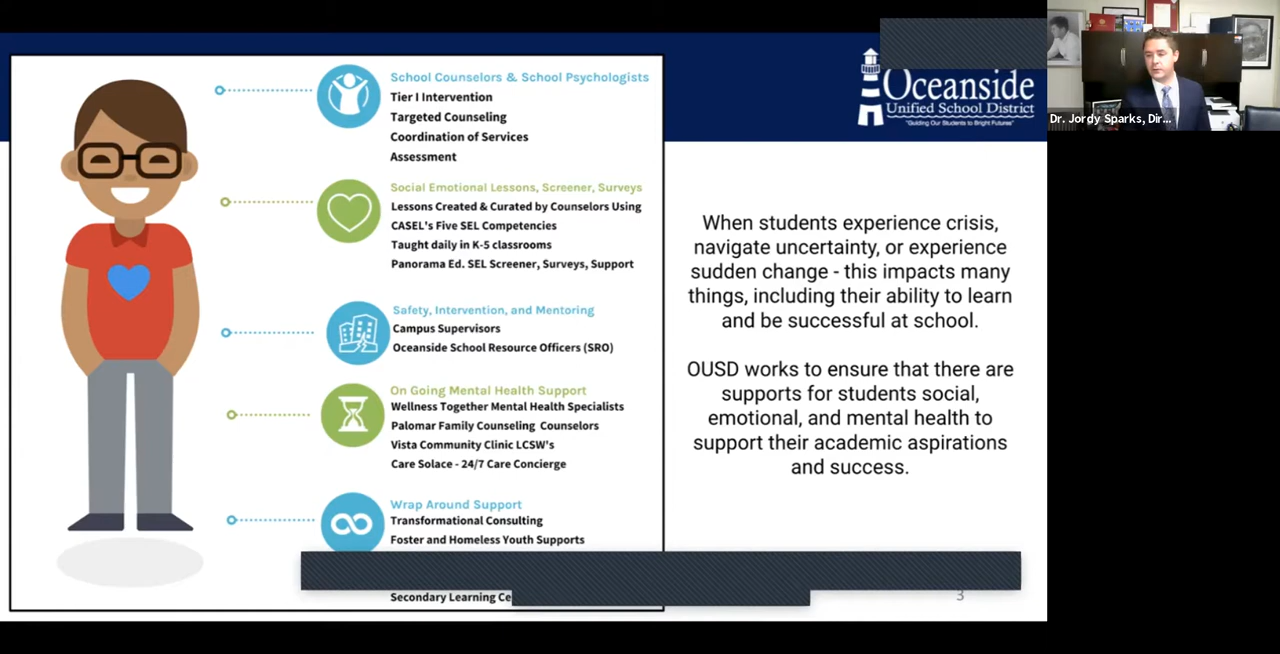 School Counselors & School Psychologists
Tier I Intervention
Targeted Counseling
Coordination of Services
Assessment
Social Emotional Lessons, Screener, Surveys
Lessons Created & Curated by Counselors Using
CASEL's Five SEL Competencies
Taught daily in K-5 classrooms
Panorama Ed. SEL Screener, Surveys, Support
Safety, Intervention, and Mentoring
Campus Supervisors
Oceanside School Resource Officers (SRO)
On Going Mental Health Support
Wellness Together Mental Health Specialists
Palomar Family Counseling Counselors
Vista Community Clinic LCSW's
Care Solace - 24/7 Care Concierge
Wrap Around Support
Transformational Consulting
Foster and Homeless Youth Supports
Secondary Learning
Oceanside
Unified School District
"Guiding Our Students to Bright Futures"
When students experience crisis,
navigate uncertainty, or experience
sudden change - this impacts many
things, including their ability to learn
and be successful at school.
OUSD works to ensure that there are
supports for students social,
emotional, and mental health to
support their academic aspirations
and success.
3
Dr. Jordy Sparks, Dir...